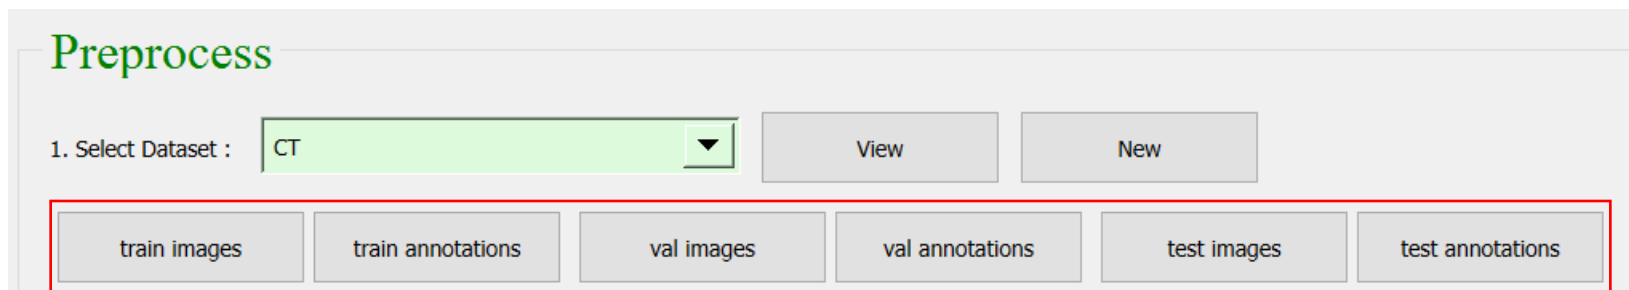 Preprocess
1. Select Dataset : CT View New
train images train annotations val images val annotations test images test annotations